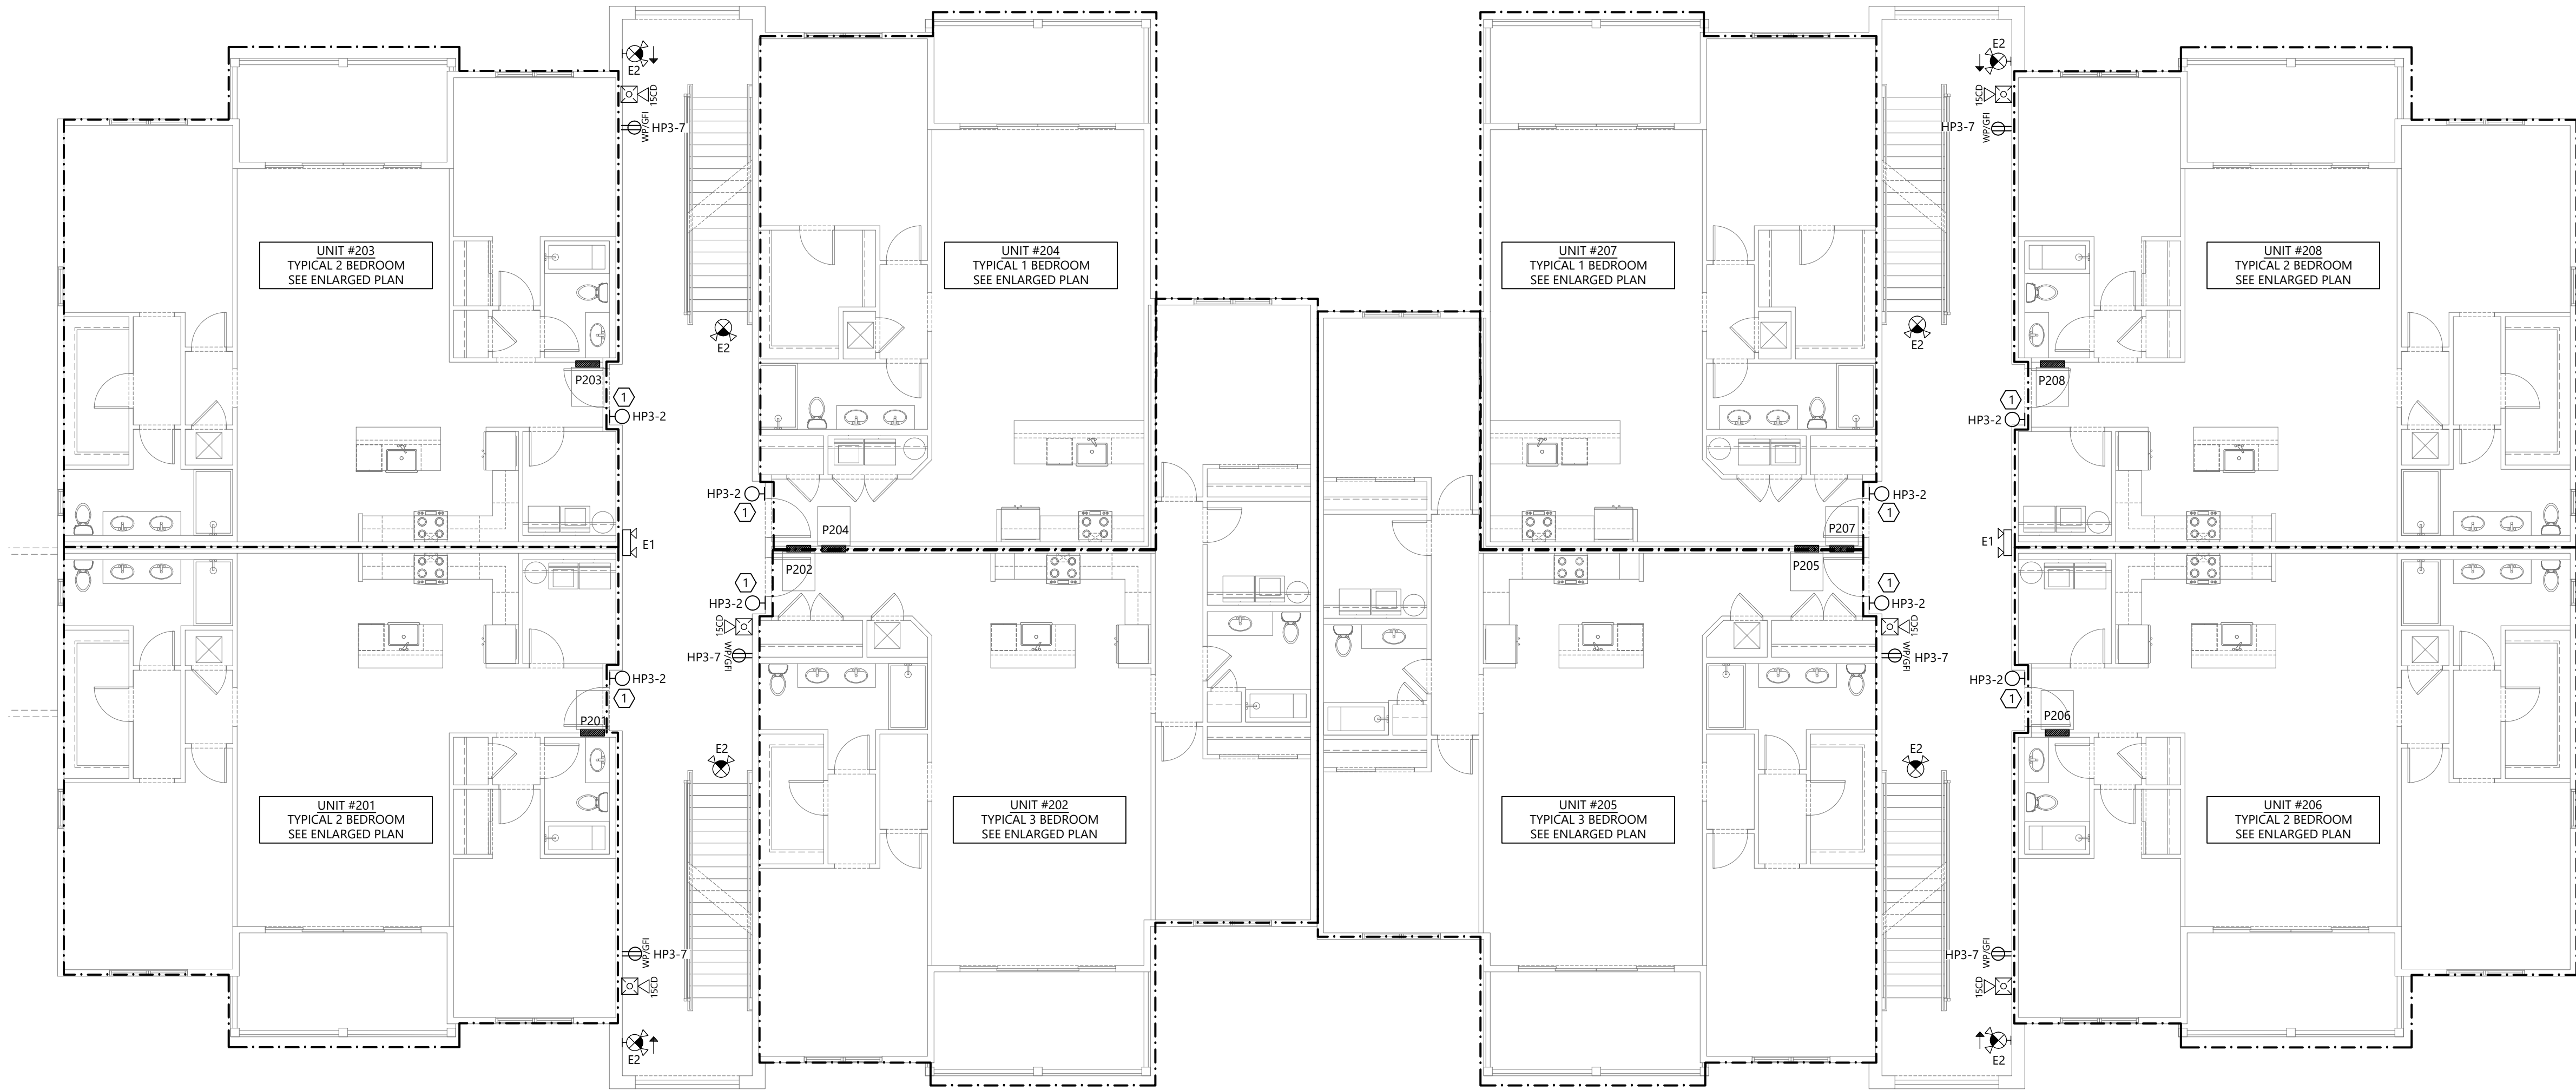 E2
15CD
WP/GFI
HP3-7
UNIT #203
TYPICAL 2 BEDROOM
SEE ENLARGED PLAN
P203
1
HP3-2
E2
UNIT #204
TYPICAL 1 BEDROOM
SEE ENLARGED PLAN
HP3-2
1
P204
E1
UNIT #207
TYPICAL 1 BEDROOM
SEE ENLARGED PLAN
E2
HP3-2
1
P207
E2
15CD
WP/GFI
HP3-7
UNIT #208
TYPICAL 2 BEDROOM
SEE ENLARGED PLAN
P208
1
HP3-2
E1
P202
1
HP3-2
15CD
WP/GFI
HP3-7
HP3-2
1
P201
E2
UNIT #201
TYPICAL 2 BEDROOM
SEE ENLARGED PLAN
HP3-7
WP/GFI
15CD
E2
UNIT #202
TYPICAL 3 BEDROOM
SEE ENLARGED PLAN
P205
1
HP3-2
15CD
WP/GFI
HP3-7
UNIT #205
TYPICAL 3 BEDROOM
SEE ENLARGED PLAN
E2
HP3-2
1
P206
UNIT #206
TYPICAL 2 BEDROOM
SEE ENLARGED PLAN
HP3-7
WP/GFI
15CD
E2